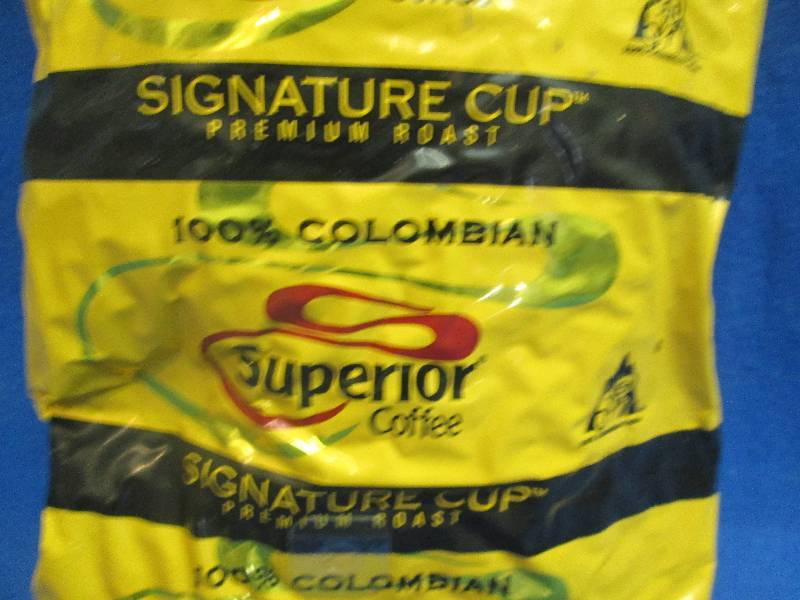 SIGNATURE CUP™
PREMIUM ROAST
100% COLOMBIAN
Superior
Coffee
SIGNATURE CUP™
PREMIUM ROAST
100% COLOMBIAN